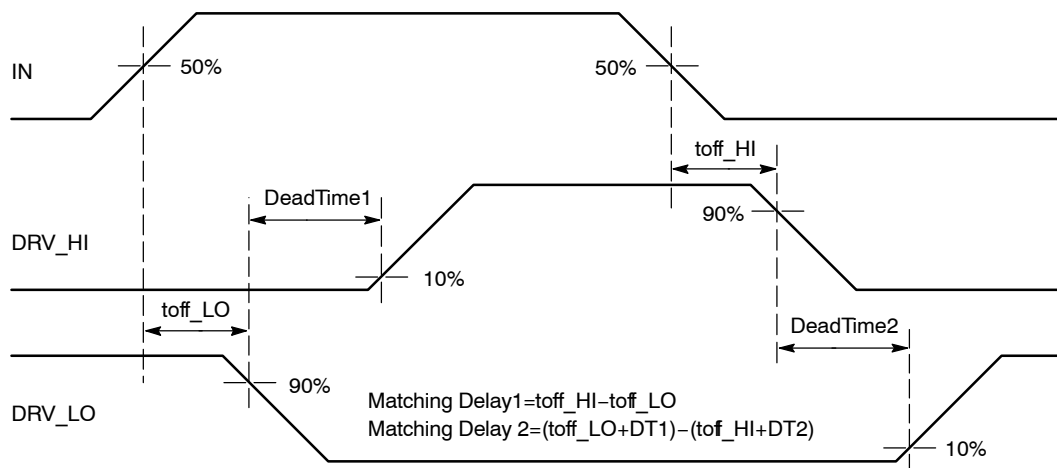 IN
50%
50%
toff_HI
DeadTime1
90%
DRV_HI
10%
toff_LO
DeadTime2
90%
DRV_LO
Matching Delay1=toff_HI−toff_LO
Matching Delay 2=(toff_LO+DT1)−(toff_HI+DT2)
10%